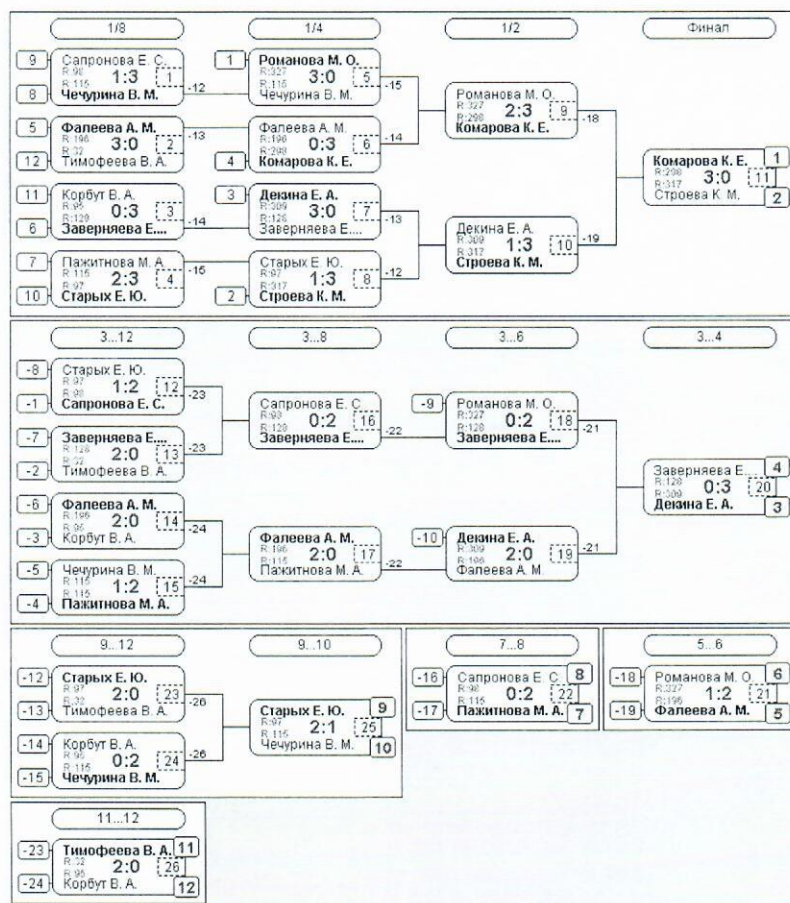 1/8 1/4 1/2 Финал
9 Сапронова Е. С.
R:98 R:115 1:3 1
8 Чечурина В. М. -12
5 Фалеева А. М.
R:196 R:32 3:0 2 -13
12 Тимофеева В. А.
11 Корбут В. А.
R:95 R:128 0:3 3
6 Заверняева Е.... -14
7 Пажитнова М. А.
R:115 R:97 2:3 4 -15
10 Старых Е. Ю.
1 Романова М. О.
R:327 R:115 3:0 5 -15
Чечурина В. М.
Фалеева А. М.
R:196 R:298 0:3 6 -14
4 Комарова К. Е.
3 Декина Е. А.
R:309 R:128 3:0 7 -13
Заверняева Е....
Старых Е. Ю.
R:97 R:317 1:3 8 -12
2 Строева К. М.
Романова М. О.
R:327 R:298 2:3 9 -18
Комарова К. Е.
Декина Е. А.
R:309 R:317 1:3 10 -19
Строева К. М.
Комарова К. Е. 1
R:298 R:317 3:0 11
Строева К. М. 2
3...12 3...8 3...6 3...4
-8 Старых Е. Ю.
R:97 R:98 1:2 12 -23
-1 Сапронова Е. С.
-7 Заверняева Е....
R:128 R:32 2:0 13 -23
-2 Тимофеева В. А.
-6 Фалеева А. М.
R:196 R:95 2:0 14 -24
-3 Корбут В. А.
-5 Чечурина В. М.
R:115 R:115 1:2 15 -24
-4 Пажитнова М. А.
Сапронова Е. С.
R:98 R:128 0:2 16 -22
Заверняева Е....
Фалеева А. М.
R:196 R:115 2:0 17 -22
Пажитнова М. А.
-9 Романова М. О.
R:327 R:128 0:2 18 -21
Заверняева Е....
-10 Декина Е. А.
R:309 R:196 2:0 19 -21
Фалеева А. М.
Заверняева Е.... 4
R:128 R:309 0:3 20
Декина Е. А. 3
9...12 9...10
-12 Старых Е. Ю.
R:97 R:32 2:0 23 -26
-13 Тимофеева В. А.
-14 Корбут В. А.
R:95 R:115 0:2 24 -26
-15 Чечурина В. М.
Старых Е. Ю. 9
R:97 R:115 2:1 25
Чечурина В. М. 10
7...8
-16 Сапронова Е. С. 8
R:98 R:115 0:2 22
-17 Пажитнова М. А. 7
5...6
-18 Романова М. О. 6
R:327 R:196 1:2 21
-19 Фалеева А. М. 5
11...12
-23 Тимофеева В. А. 11
R:32 R:95 2:0 26
-24 Корбут В. А. 12